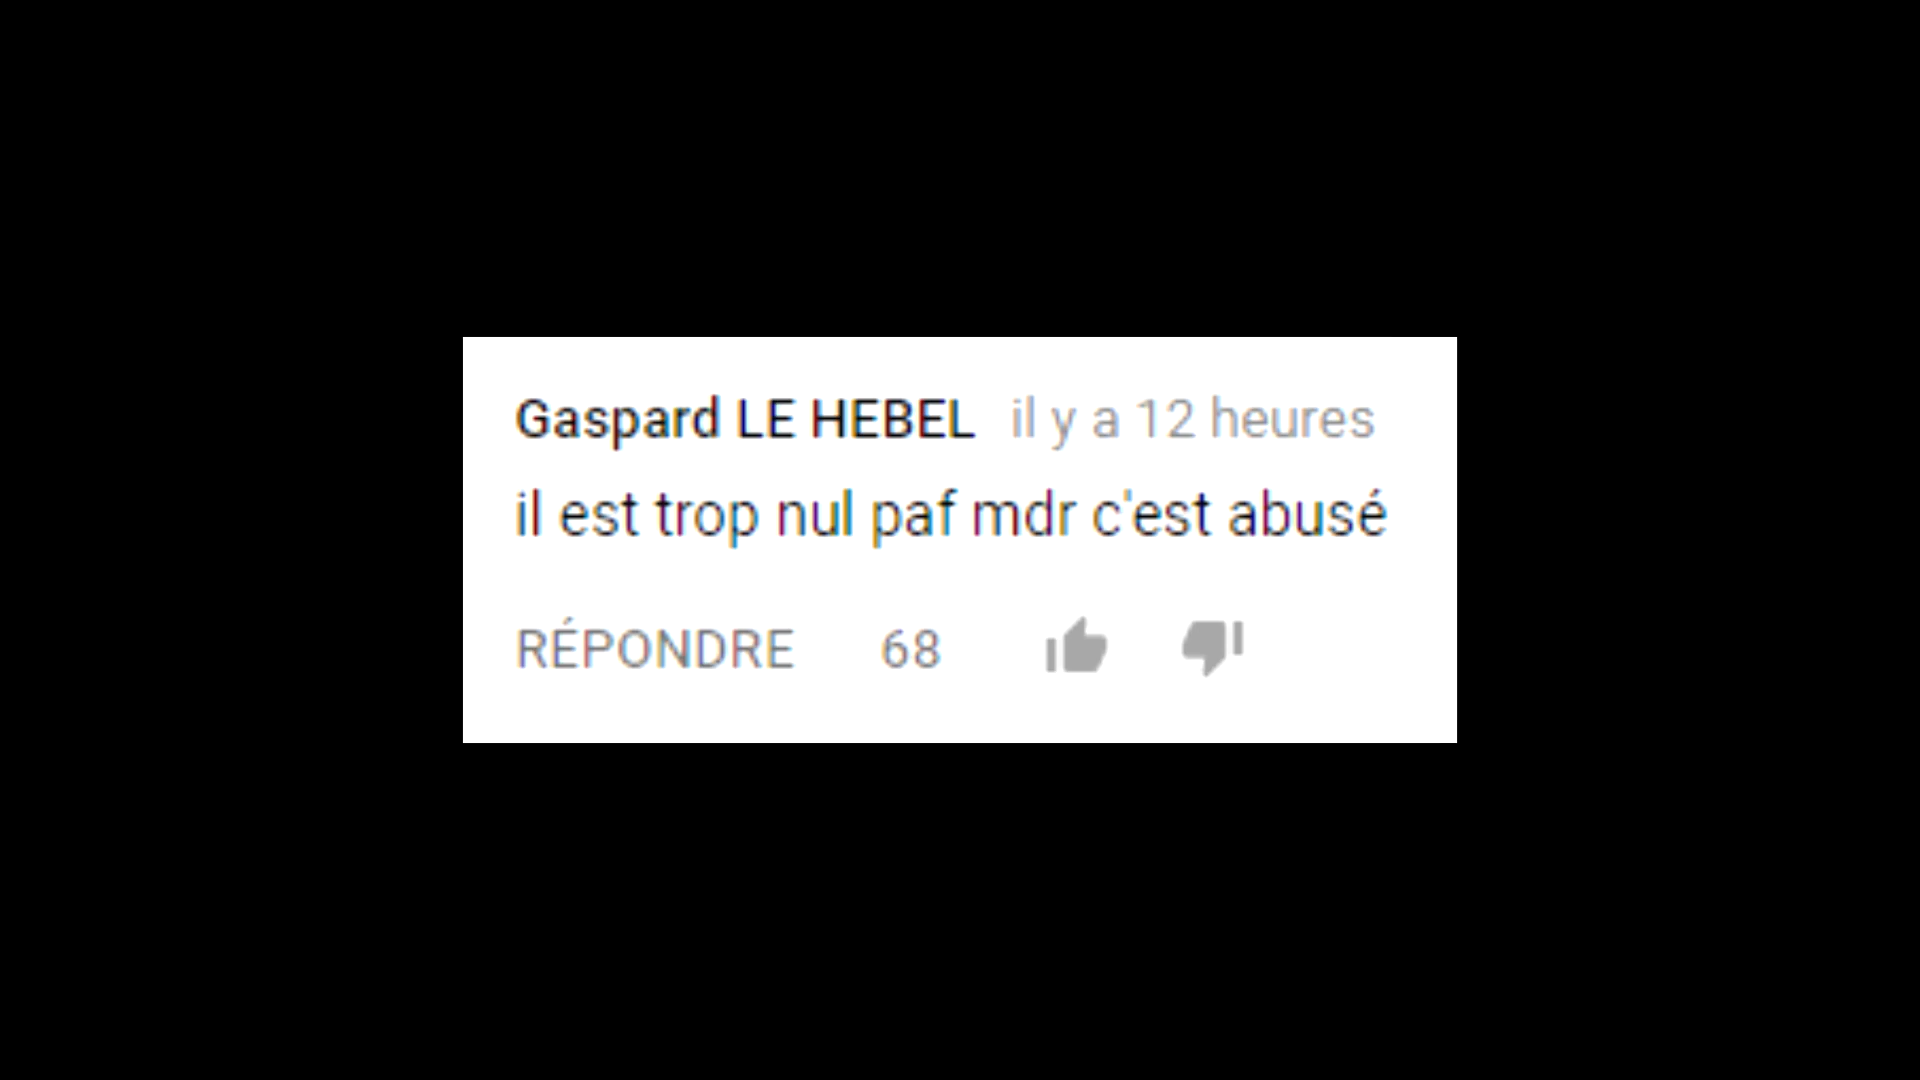 Gaspard LE HEBEL il y a 12 heures
il est trop nul paf mdr c'est abusé
RÉPONDRE 68